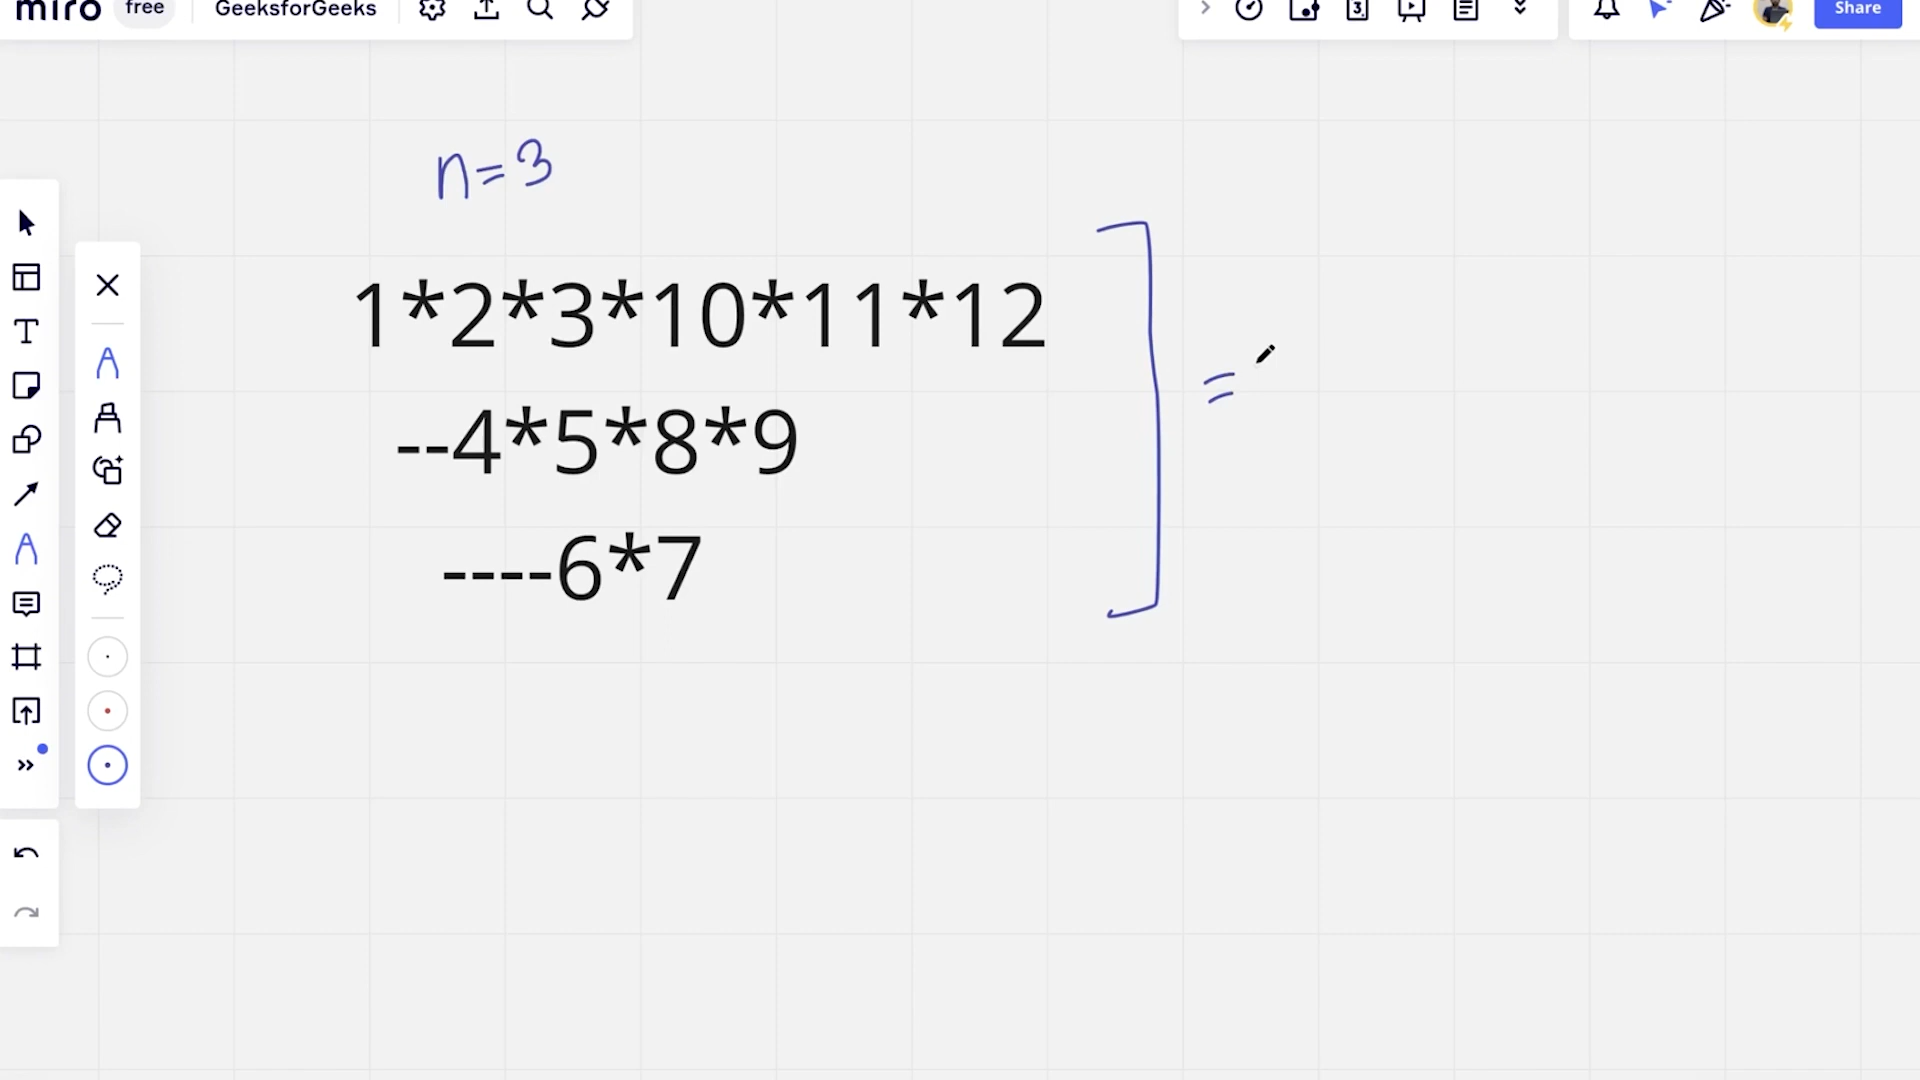 miro free GeeksforGeeks Share
n=3
1*2*3*10*11*12
--4*5*8*9
----6*7
=